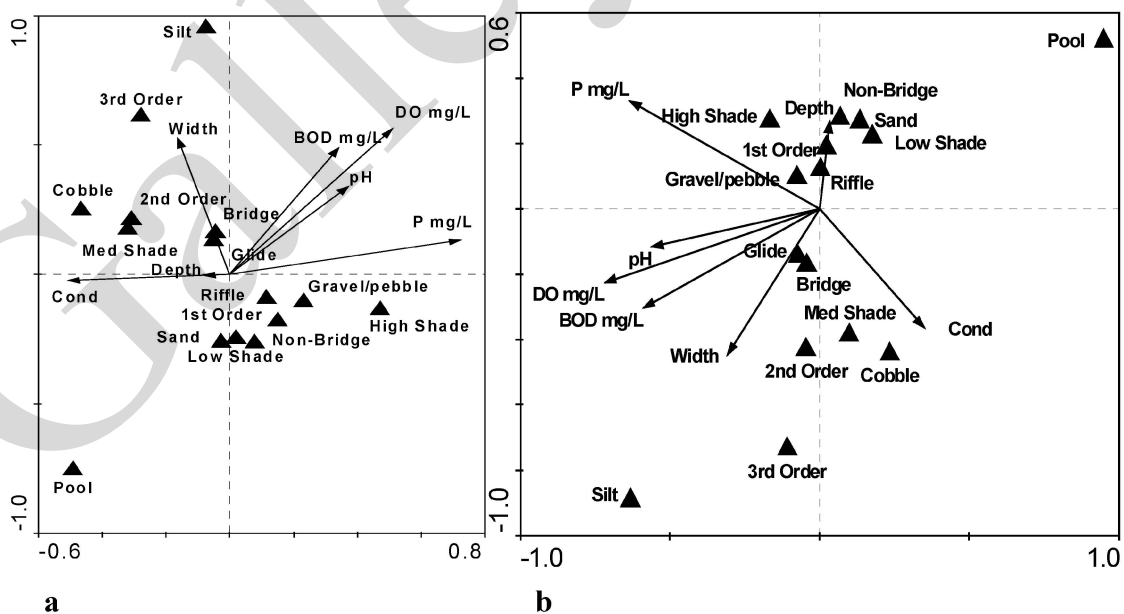 1.0
Silt
3rd Order
Width
DO mg/L
BOD mg/L
pH
Cobble
2nd Order
Bridge
P mg/L
Med Shade
Glide
Depth
Cond
Riffle
Gravel/pebble
1st Order
High Shade
Sand
Non-Bridge
Low Shade
Pool
-1.0
-0.6
0.8
a
0.6
Pool
P mg/L
Non-Bridge
High Shade
Depth
Sand
1st Order
Low Shade
Gravel/pebble
Riffle
Glide
pH
Bridge
DO mg/L
BOD mg/L
Med Shade
Cond
Width
2nd Order
Cobble
3rd Order
Silt
-1.0
-1.0
1.0
b